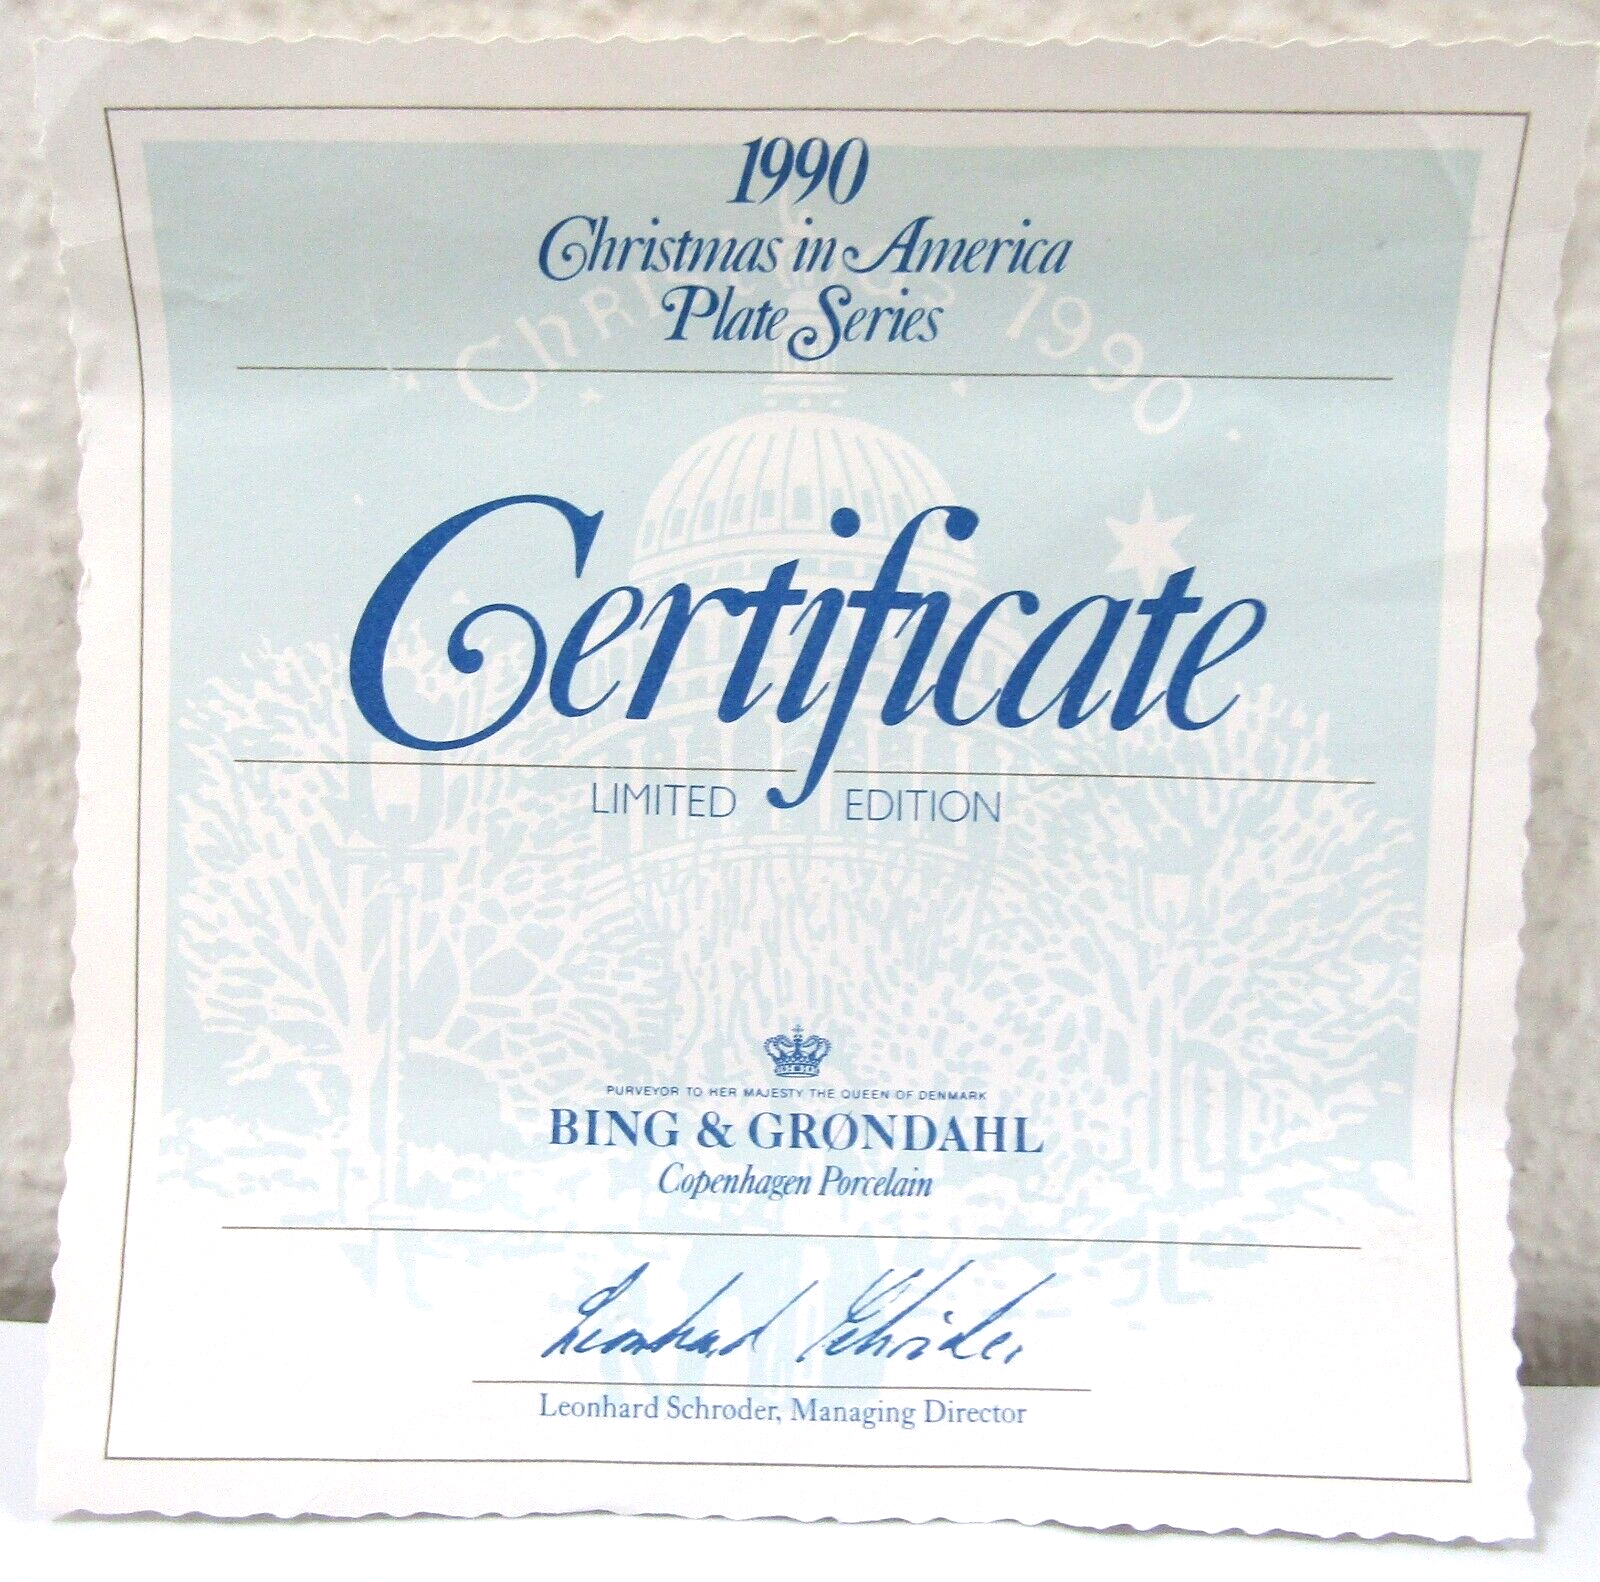 1990
Christmas in America
Plate Series
CHRISTMAS 1990
Certificate
LIMITED EDITION
PURVEYOR TO HER MAJESTY THE QUEEN OF DENMARK
BING & GRØNDAHL
Copenhagen Porcelain
Leonhard Schrøder
Leonhard Schrøder, Managing Director